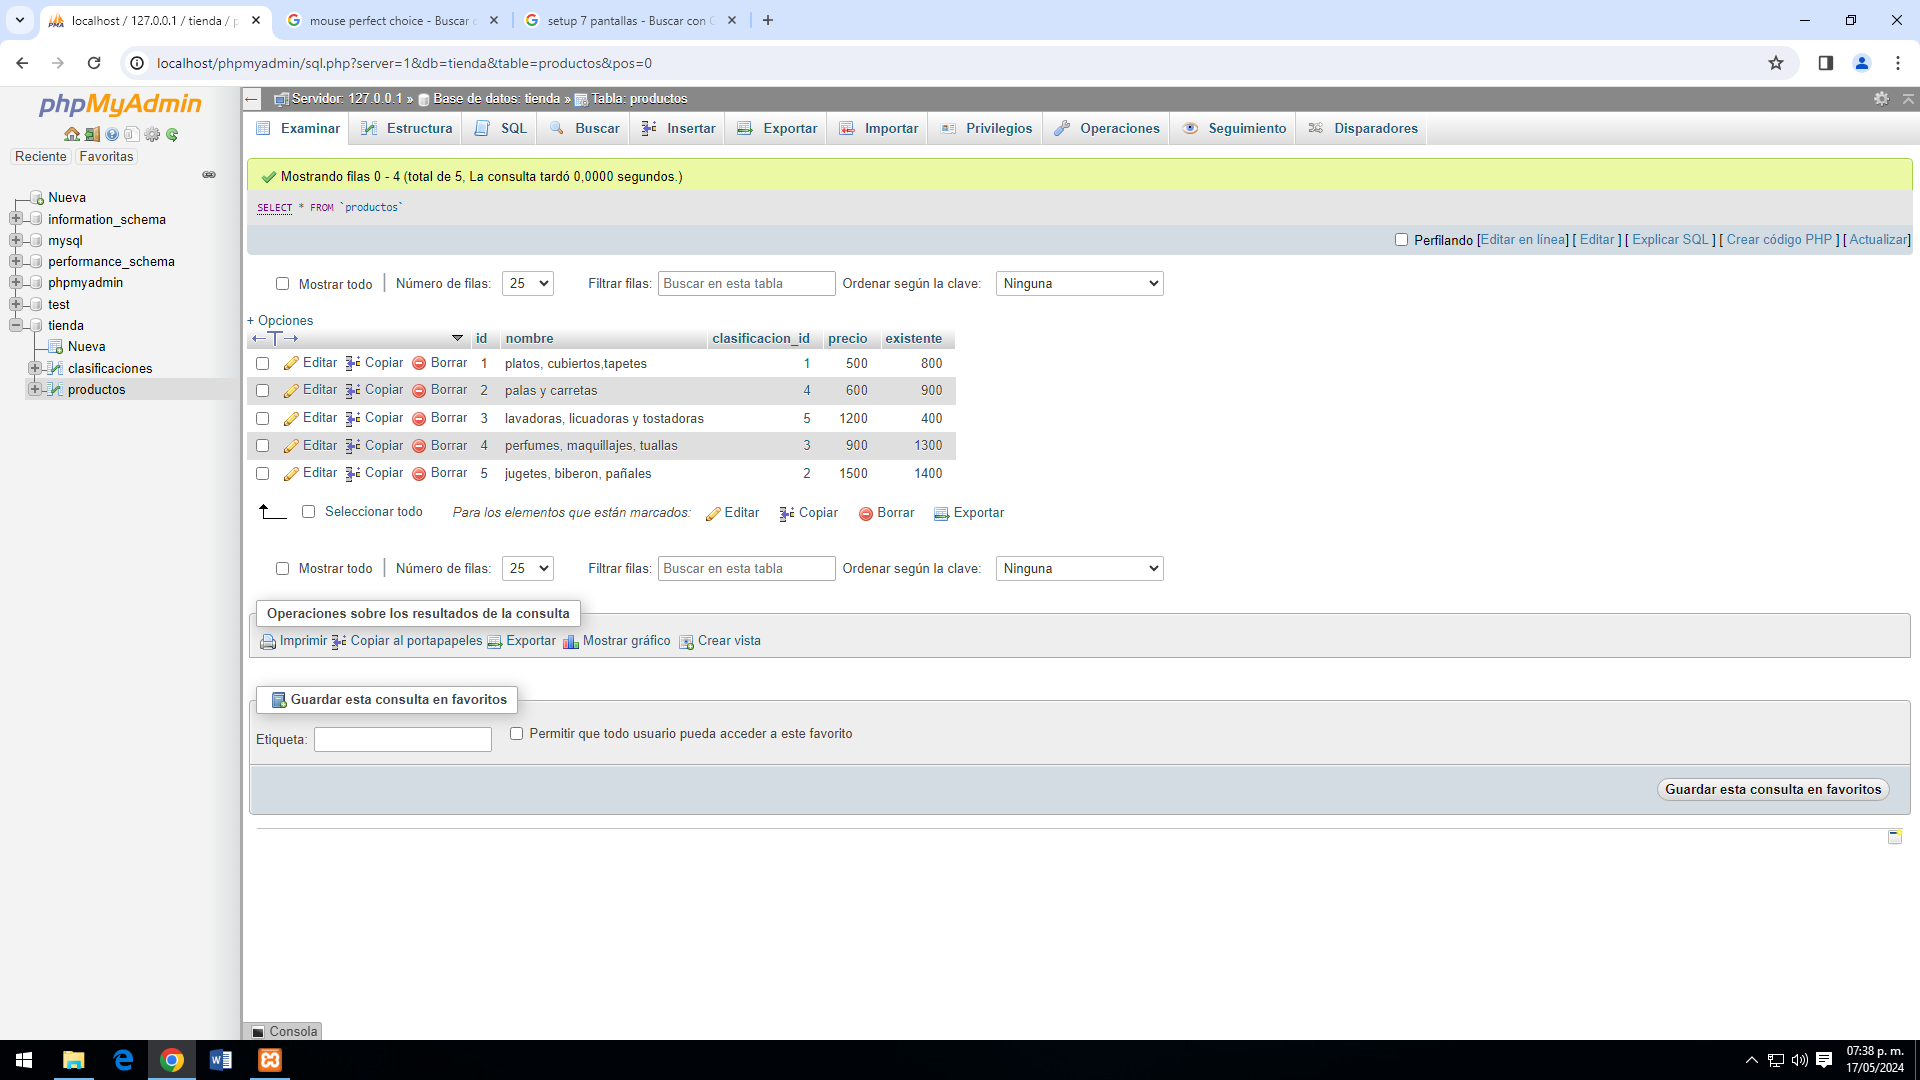 localhost / 127.0.0.1 / tienda / p
mouse perfect choice - Buscar c
setup 7 pantallas - Buscar con G
localhost/phpmyadmin/sql.php?server=1&db=tienda&table=productos&pos=0
phpMyAdmin
Reciente Favoritas
Nueva
information_schema
mysql
performance_schema
phpmyadmin
test
tienda
Nueva
clasificaciones
productos
Servidor: 127.0.0.1 » Base de datos: tienda » Tabla: productos
Examinar Estructura SQL Buscar Insertar Exportar Importar Privilegios Operaciones Seguimiento Disparadores
Mostrando filas 0 - 4 (total de 5, La consulta tardó 0,0000 segundos.)
SELECT * FROM `productos`
Perfilando [Editar en línea] [ Editar ] [ Explicar SQL ] [ Crear código PHP ] [ Actualizar]
Mostrar todo Número de filas: 25 Filtrar filas: Buscar en esta tabla Ordenar según la clave: Ninguna
+ Opciones
←T→ id nombre clasificacion_id precio existente
Editar Copiar Borrar 1 platos, cubiertos,tapetes 1 500 800
Editar Copiar Borrar 2 palas y carretas 4 600 900
Editar Copiar Borrar 3 lavadoras, licuadoras y tostadoras 5 1200 400
Editar Copiar Borrar 4 perfumes, maquillajes, tuallas 3 900 1300
Editar Copiar Borrar 5 jugetes, biberon, pañales 2 1500 1400
Seleccionar todo Para los elementos que están marcados: Editar Copiar Borrar Exportar
Mostrar todo Número de filas: 25 Filtrar filas: Buscar en esta tabla Ordenar según la clave: Ninguna
Operaciones sobre los resultados de la consulta
Imprimir Copiar al portapapeles Exportar Mostrar gráfico Crear vista
Guardar esta consulta en favoritos
Etiqueta: Permitir que todo usuario pueda acceder a este favorito
Guardar esta consulta en favoritos
Consola
07:38 p. m.
17/05/2024